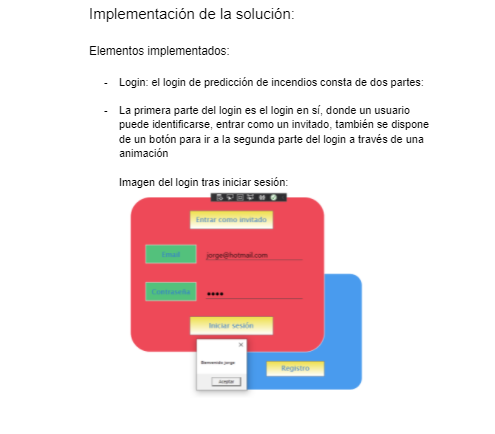 Implementación de la solución:
Elementos implementados:
- Login: el login de predicción de incendios consta de dos partes:
- La primera parte del login es el login en sí, donde un usuario
puede identificarse, entrar como un invitado, también se dispone
de un botón para ir a la segunda parte del login a través de una
animación
Imagen del login tras iniciar sesión:
Entrar como invitado
Email
jorge@hotmail.com
Contraseña
Iniciar sesión
Bienvenido jorge
Aceptar
Registro